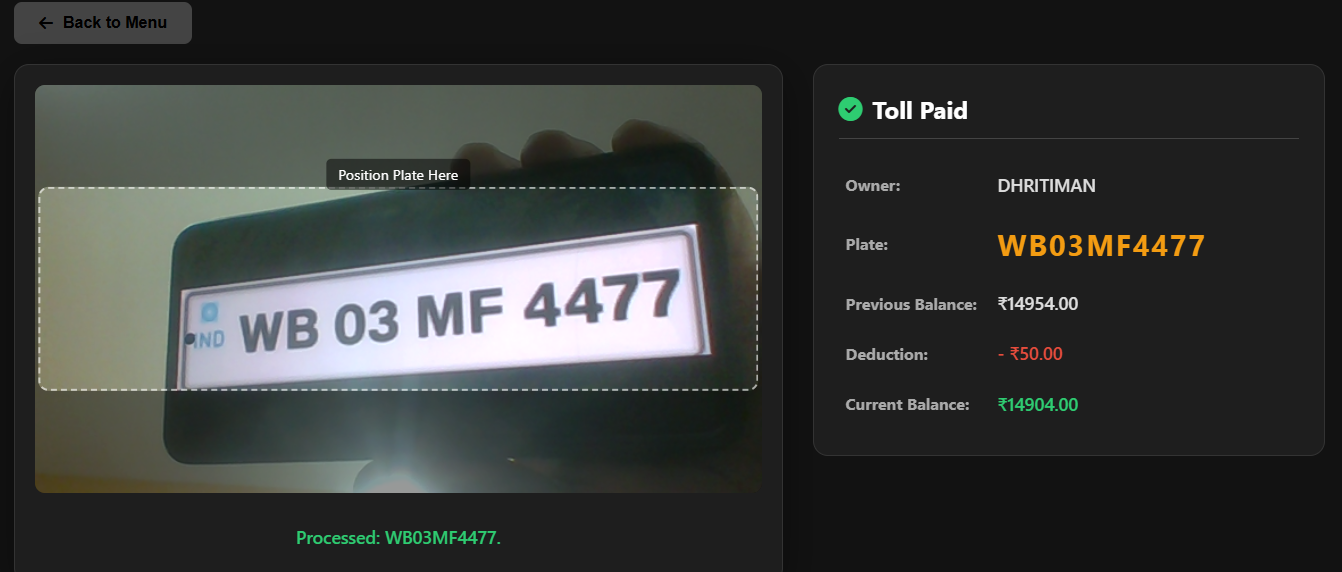 ← Back to Menu
Position Plate Here
IND
WB 03 MF 4477
Processed: WB03MF4477.
Toll Paid
Owner: DHRITIMAN
Plate: WB03MF4477
Previous Balance: ₹14954.00
Deduction: - ₹50.00
Current Balance: ₹14904.00